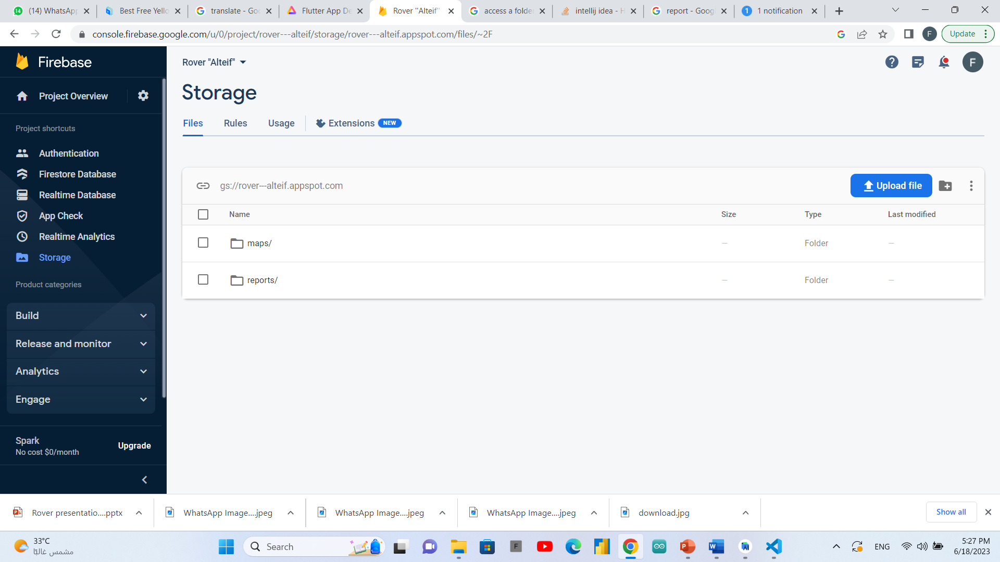 (14) WhatsApp
Best Free Yello
translate - Goo
Flutter App De
Rover "Alteif"
access a folder
intellij idea - H
report - Goog
1
1 notification
console.firebase.google.com/u/0/project/rover---alteif/storage/rover---alteif.appspot.com/files/~2F
F
Update
Firebase
Rover "Alteif"
F
Project Overview
Storage
Project shortcuts
Files
Rules
Usage
Extensions
NEW
Authentication
Firestore Database
Realtime Database
App Check
Realtime Analytics
Storage
gs://rover---alteif.appspot.com
Upload file
Name
Size
Type
Last modified
maps/
—
Folder
—
reports/
—
Folder
—
Product categories
Build
Release and monitor
Analytics
Engage
Spark
No cost $0/month
Upgrade
Rover presentatio....pptx
WhatsApp Image....jpeg
WhatsApp Image....jpeg
WhatsApp Image....jpeg
download.jpg
Show all
33°C
مشمس غالبًا
Search
F
ENG
5:27 PM
6/18/2023